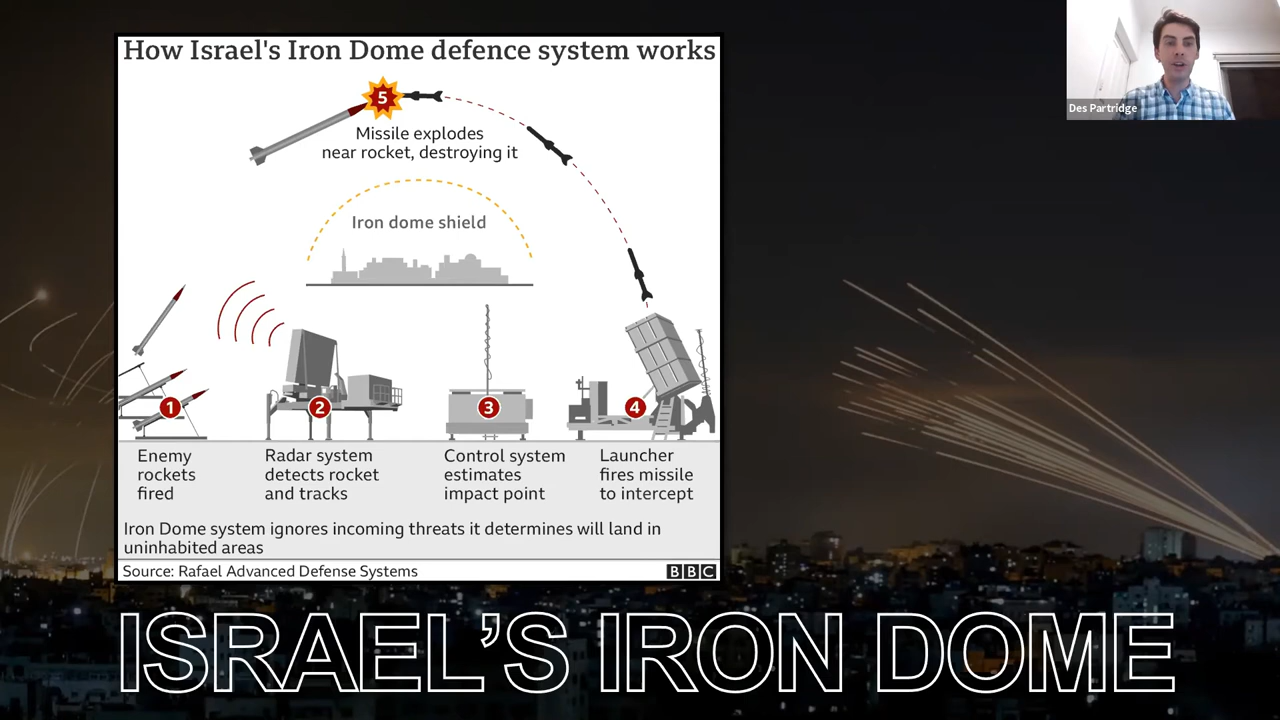 How Israel's Iron Dome defence system works
Des Partridge
5
Missile explodes
near rocket, destroying it
Iron dome shield
1
2
3
4
Enemy
rockets
fired
Radar system
detects rocket
and tracks
Control system
estimates
impact point
Launcher
fires missile
to intercept
Iron Dome system ignores incoming threats it determines will land in
uninhabited areas
Source: Rafael Advanced Defense Systems
BBC
ISRAEL'S IRON DOME